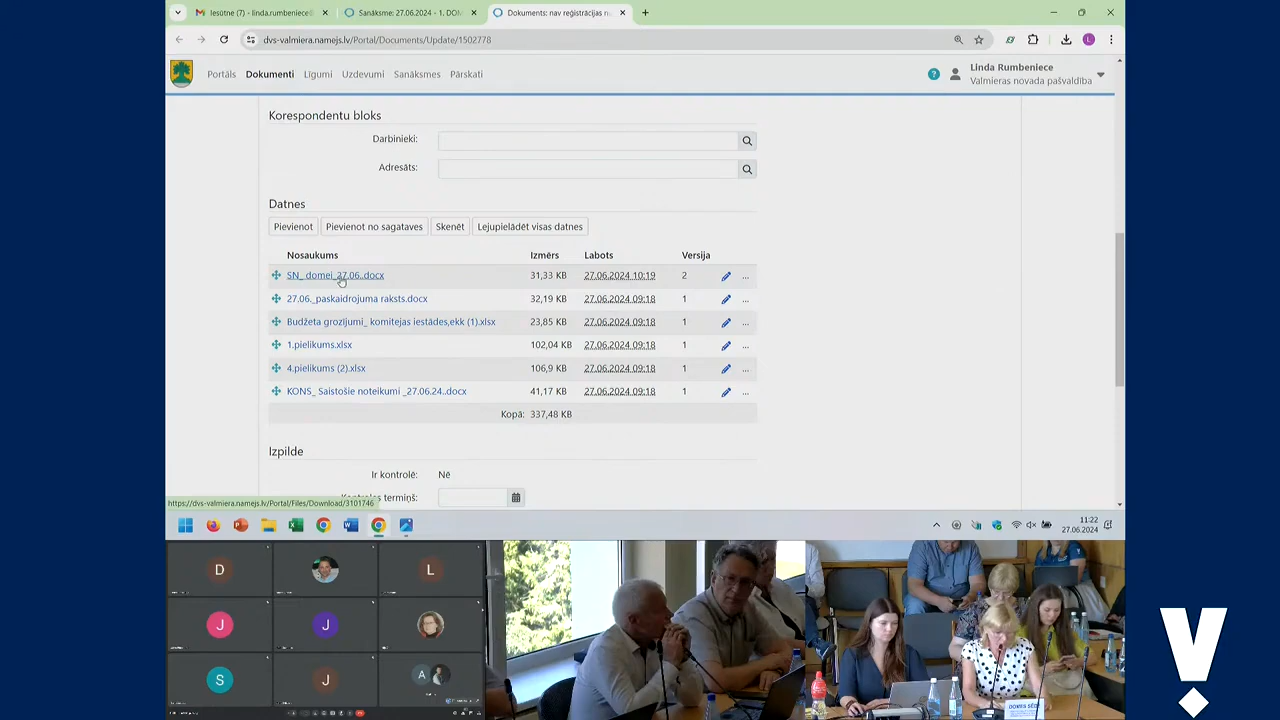 Iesūtne (7) - linda.rumbeniece@
Sanāksme: 27.06.2024 - 1. DOM
Dokuments: nav reģistrācijas n
dvs-valmiera.namejs.lv/Portal/Documents/Update/1502778
L
Portāls Dokumenti Līgumi Uzdevumi Sanāksmes Pārskati
? Linda Rumbeniece
Valmieras novada pašvaldība
Korespondentu bloks
Darbinieki:
Adresāts:
Datnes
Pievienot Pievienot no sagataves Skenēt Lejupielādēt visas datnes
Nosaukums Izmērs Labots Versija
SN_ domei_27.06..docx 31,33 KB 27.06.2024 10:19 2 ...
27.06._paskaidrojuma raksts.docx 32,19 KB 27.06.2024 09:18 1 ...
Budžeta grozījumi_ komitejas iestādes,ekk (1).xlsx 23,85 KB 27.06.2024 09:18 1 ...
1.pielikums.xlsx 102,04 KB 27.06.2024 09:18 1 ...
4.pielikums (2).xlsx 106,9 KB 27.06.2024 09:18 1 ...
KONS_ Saistošie noteikumi _27.06.24..docx 41,17 KB 27.06.2024 09:18 1 ...
Kopā: 337,48 KB
Izpilde
Ir kontrolē: Nē
termiņš:
https://dvs-valmiera.namejs.lv/Portal/Files/Download/3101746
11:22
27.06.2024
D L
J J
S J A
DOMES SĒDE